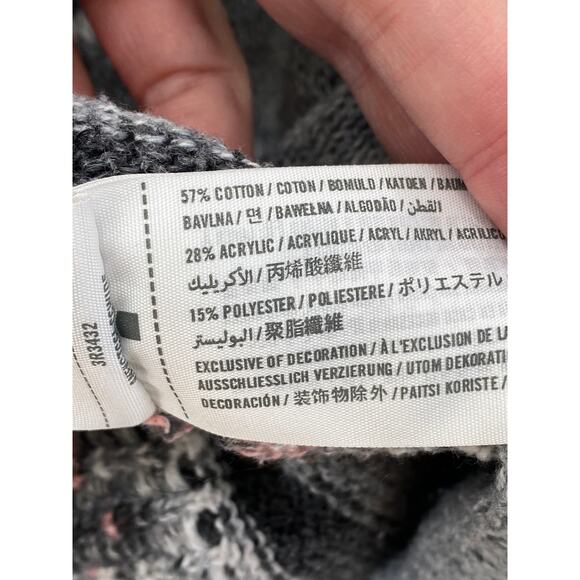 57% COTTON / COTON / BOMULD / KATOEN / BAUM
BAVLNA / 면 / BAWEŁNA / ALGODÃO / القطن
28% ACRYLIC / ACRYLIQUE / ACRYL / AKRYL / ACRILICO
الأكريليك / 丙烯酸纖維
15% POLYESTER / POLIESTERE / ポリエステル
البوليستر / 聚脂纖維
EXCLUSIVE OF DECORATION / À L'EXCLUSION DE LA
AUSSCHLIESSLICH VERZIERUNG / UTOM DEKORATI
DECORACIÓN / 装饰物除外 / PAITSI KORISTE /
3R3432